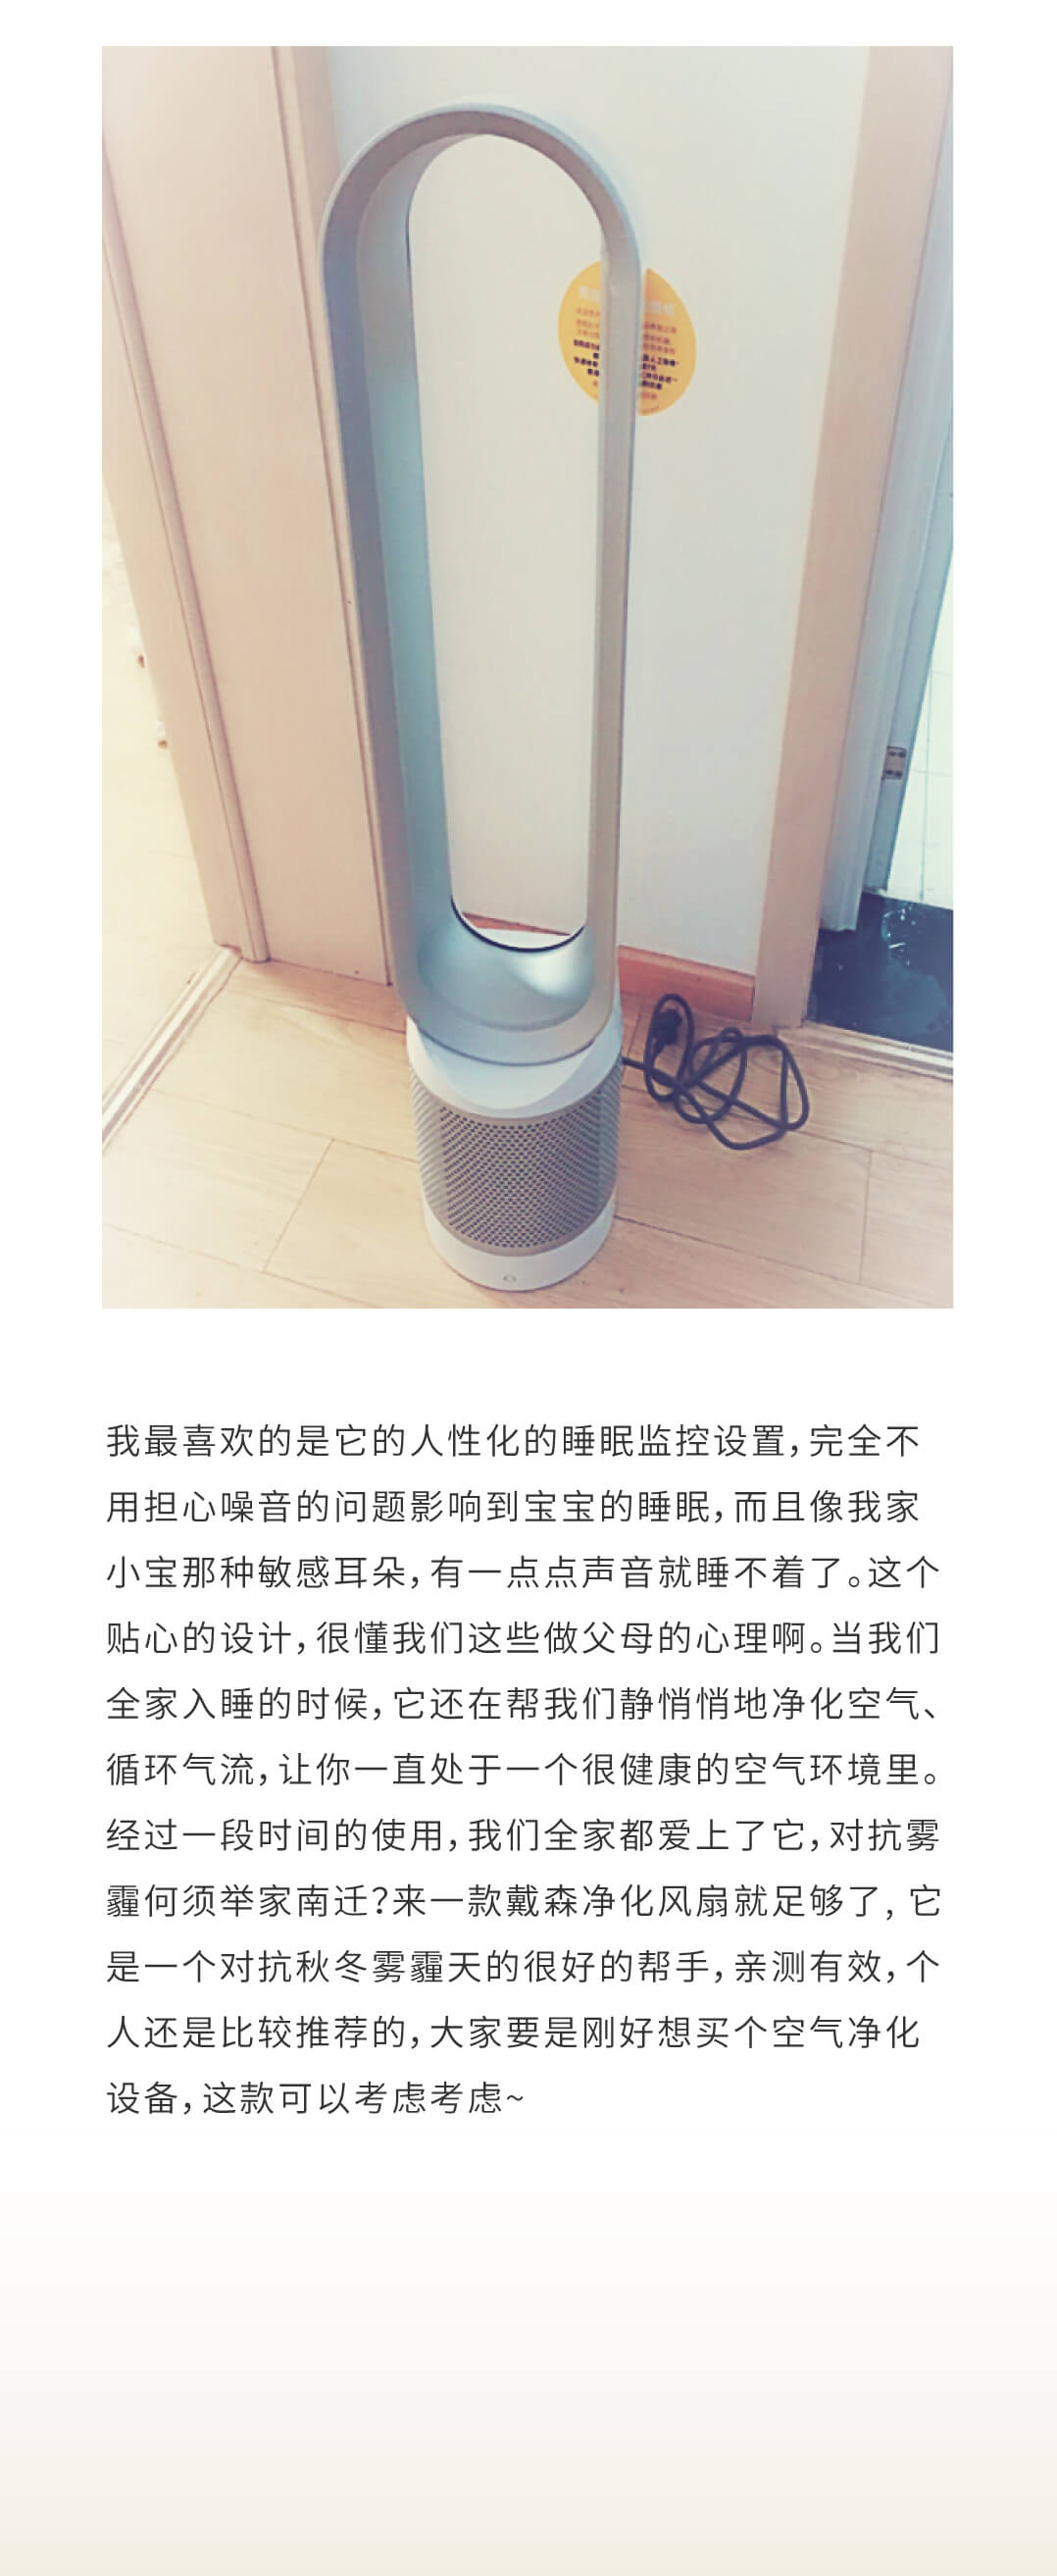 我最喜欢的是它的人性化的睡眠监控设置，完全不
用担心噪音的问题影响到宝宝的睡眠，而且像我家
小宝那种敏感耳朵，有一点点声音就睡不着了。这个
贴心的设计，很懂我们这些做父母的心理啊。当我们
全家入睡的时候，它还在帮我们静悄悄地净化空气、
循环气流，让你一直处于一个很健康的空气环境里。
经过一段时间的使用，我们全家都爱上了它，对抗雾
霾何须举家南迁？来一款戴森净化风扇就足够了, 它
是一个对抗秋冬雾霾天的很好的帮手，亲测有效，个
人还是比较推荐的，大家要是刚好想买个空气净化
设备，这款可以考虑考虑~